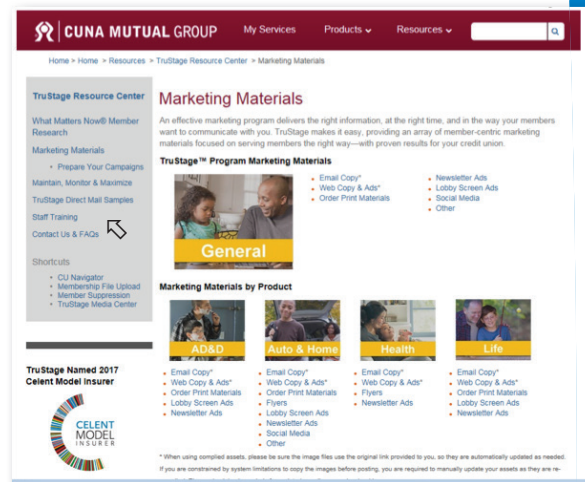 CUNA MUTUAL GROUP
My Services
Products
Resources
Home > Home > Resources > TruStage Resource Center > Marketing Materials
TruStage Resource Center
What Matters Now® Member
Research
Marketing Materials
• Prepare Your Campaigns
Maintain, Monitor & Maximize
TruStage Direct Mail Samples
Staff Training
Contact Us & FAQs
Shortcuts
• CU Navigator
• Membership File Upload
• Member Suppression
• TruStage Media Center
TruStage Named 2017
Celent Model Insurer
CELENT
MODEL
INSURER
Marketing Materials
An effective marketing program delivers the right information, at the right time, and in the way your members
want to communicate with you. TruStage makes it easy, providing an array of member-centric marketing
materials focused on serving members the right way—with proven results for your credit union.
TruStage™ Program Marketing Materials
General
• Email Copy*
• Web Copy & Ads*
• Order Print Materials
• Newsletter Ads
• Lobby Screen Ads
• Social Media
• Other
Marketing Materials by Product
AD&D
• Email Copy*
• Web Copy & Ads*
• Order Print Materials
• Lobby Screen Ads
• Newsletter Ads
Auto & Home
• Email Copy*
• Web Copy & Ads*
• Order Print Materials
• Flyers
• Lobby Screen Ads
• Newsletter Ads
• Social Media
• Other
Health
• Email Copy*
• Web Copy & Ads*
• Flyers
• Newsletter Ads
Life
• Email Copy*
• Web Copy & Ads*
• Order Print Materials
• Lobby Screen Ads
• Newsletter Ads
* When using complied assets, please be sure the image files use the original link provided to you, so they are automatically updated as needed.
If you are constrained by system limitations to copy the images before posting, you are required to manually update your assets as they are re-